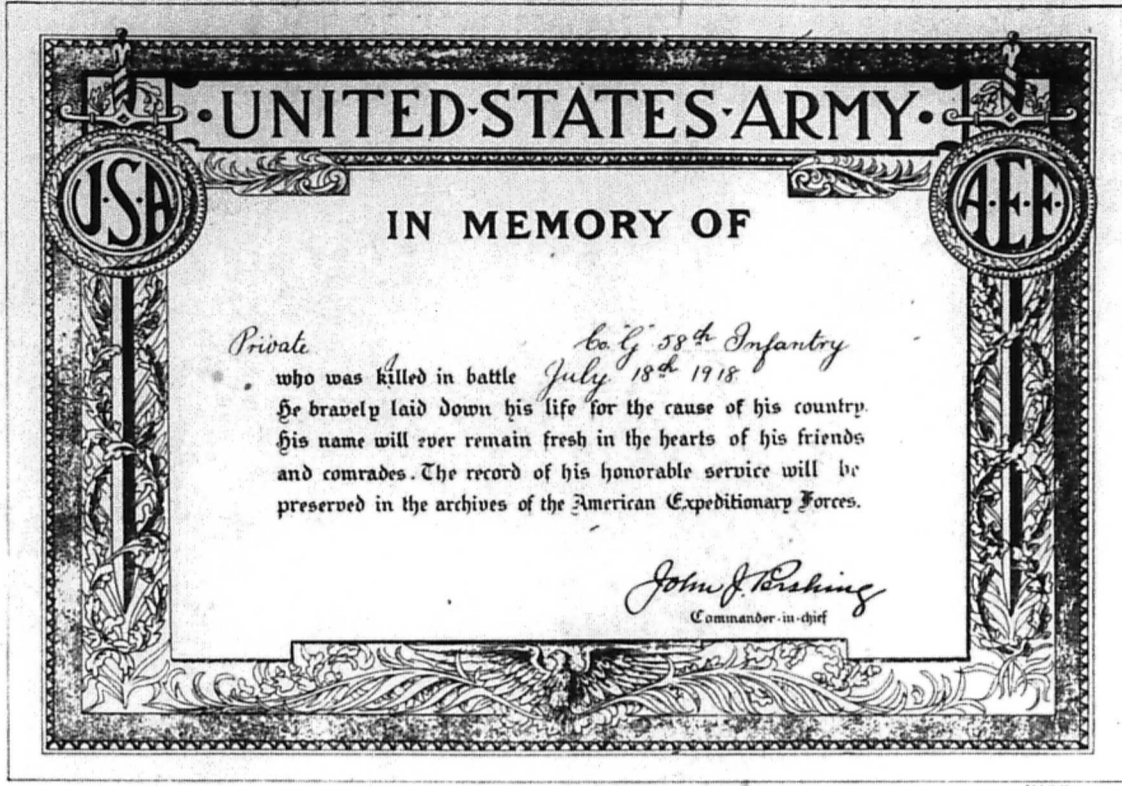 ·UNITED·STATES·ARMY·
U·S·A
A·E·F·
IN MEMORY OF
Private Co. "G" 58th Infantry
who was killed in battle July 18th 1918
He bravely laid down his life for the cause of his country.
His name will ever remain fresh in the hearts of his friends
and comrades. The record of his honorable service will be
preserved in the archives of the American Expeditionary Forces.
John J. Pershing
Commander-in-chief